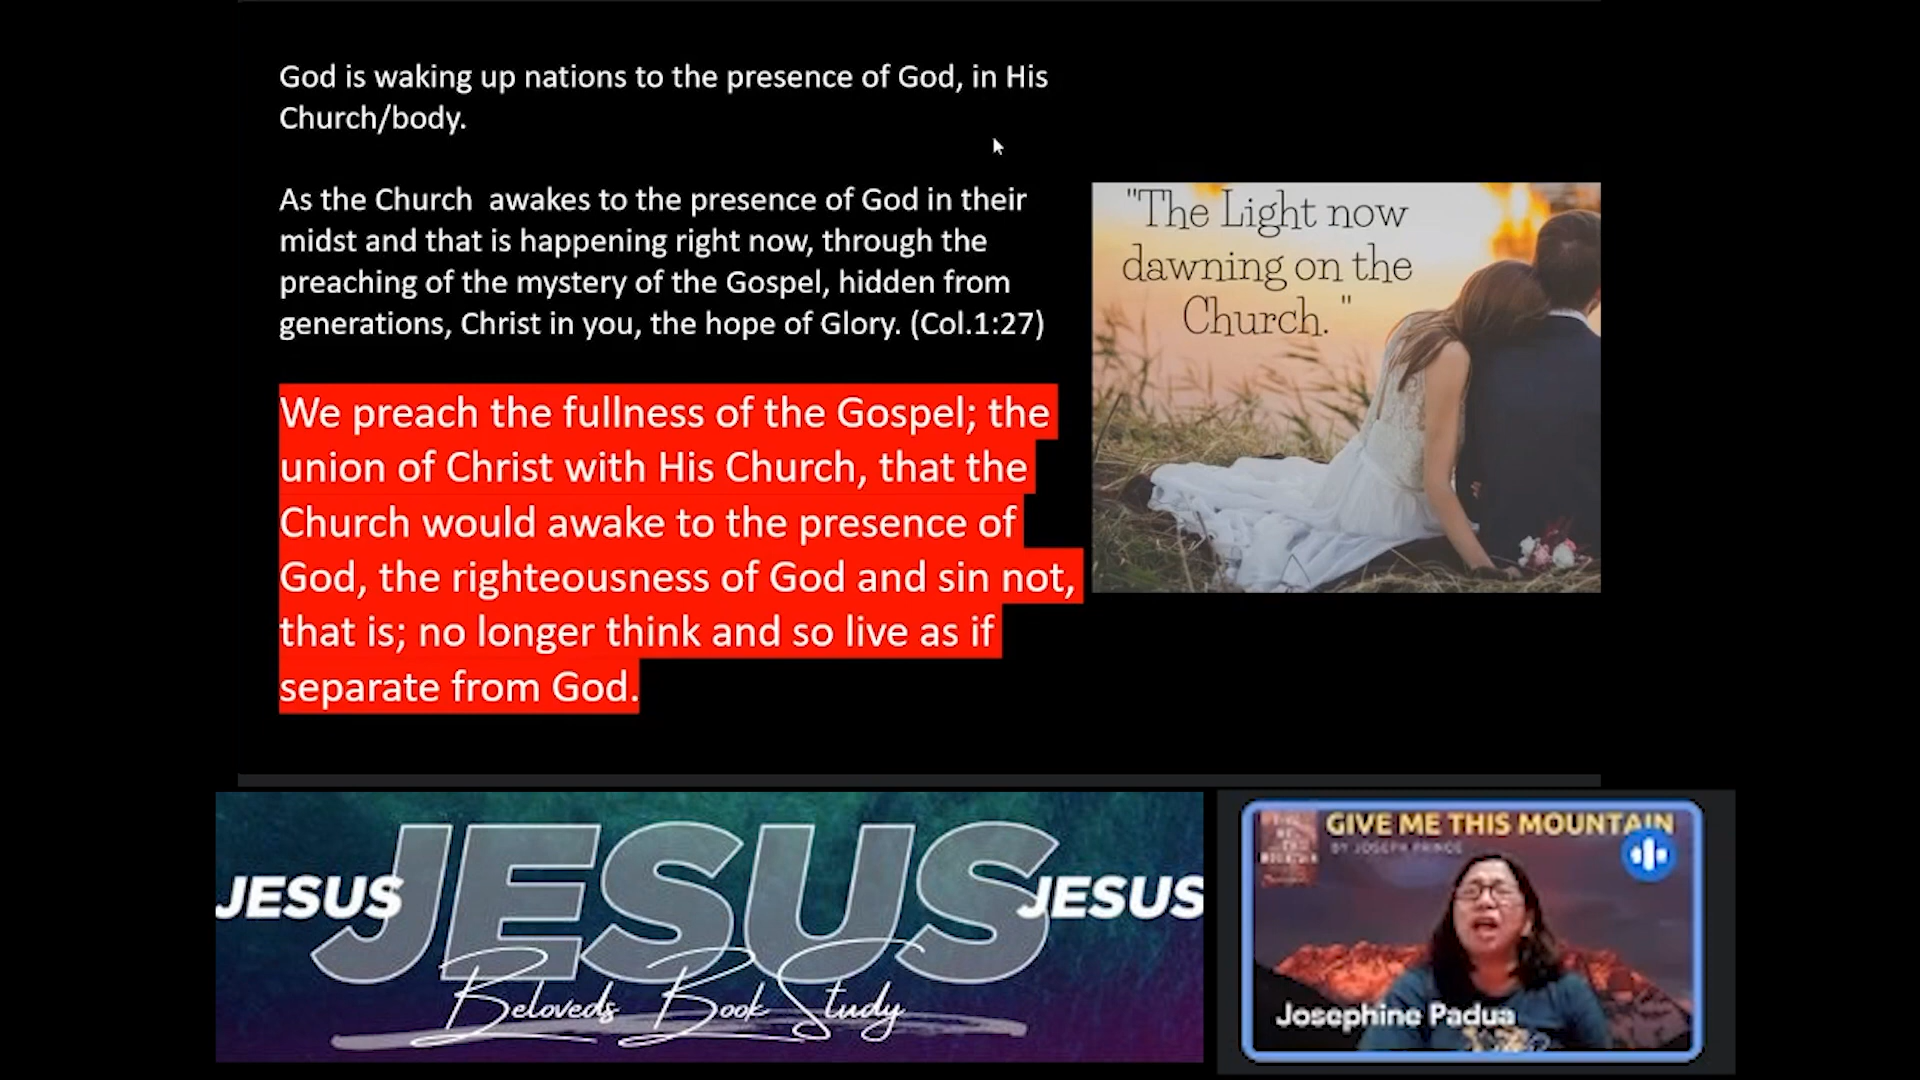 God is waking up nations to the presence of God, in His
Church/body.
As the Church awakes to the presence of God in their
midst and that is happening right now, through the
preaching of the mystery of the Gospel, hidden from
generations, Christ in you, the hope of Glory. (Col.1:27)
We preach the fullness of the Gospel; the
union of Christ with His Church, that the
Church would awake to the presence of
God, the righteousness of God and sin not,
that is; no longer think and so live as if
separate from God.
"The Light now
dawning on the
Church."
JESUS
JESUS
JESUS
Beloveds Book Study
GIVE ME THIS MOUNTAIN
BY JOSEPH PRINCE
Josephine Padua